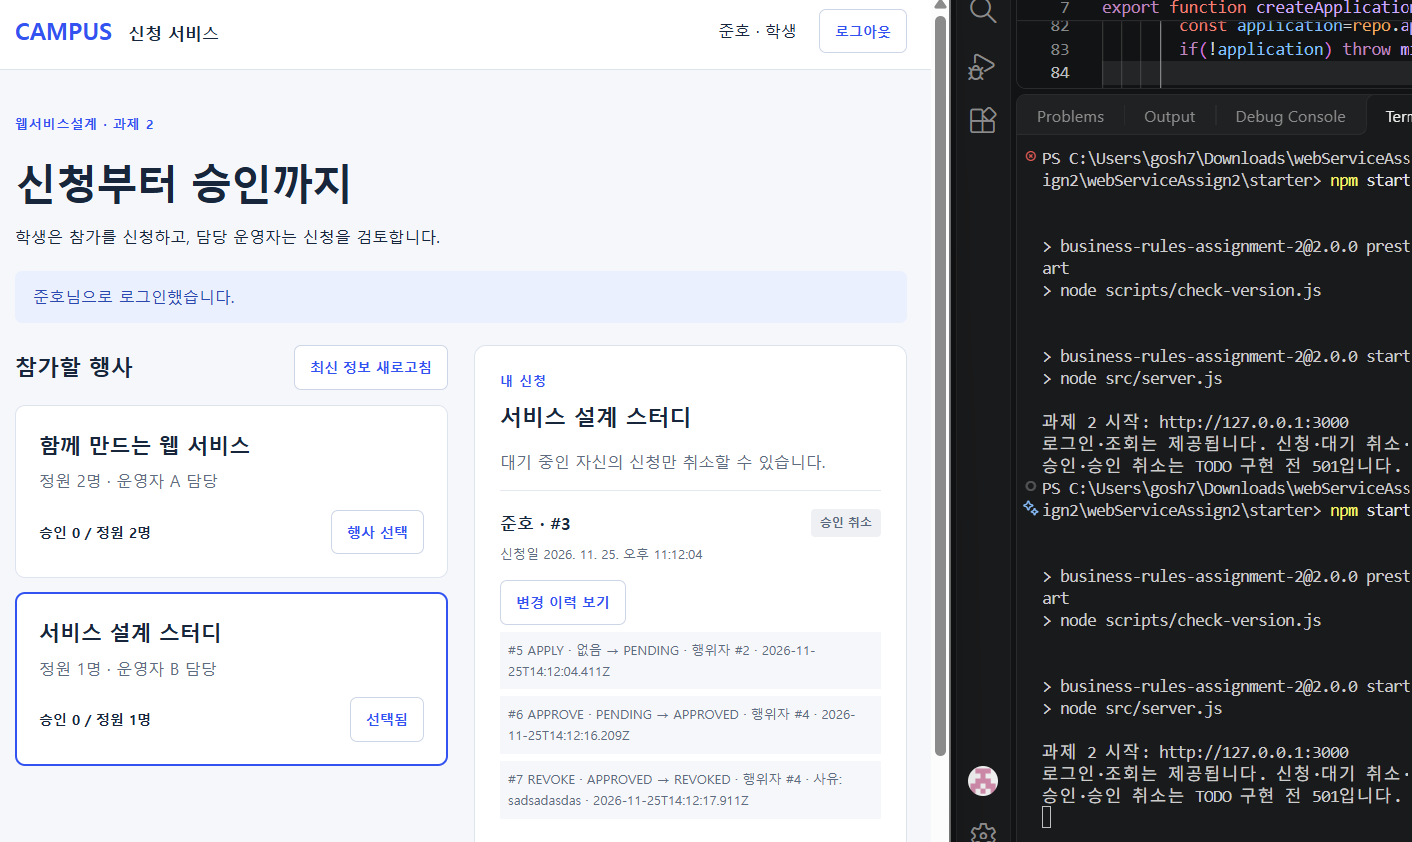 CAMPUS 신청 서비스
준호 · 학생
로그아웃
웹서비스설계 · 과제 2
신청부터 승인까지
학생은 참가를 신청하고, 담당 운영자는 신청을 검토합니다.
준호님으로 로그인했습니다.
참가할 행사
최신 정보 새로고침
함께 만드는 웹 서비스
정원 2명 · 운영자 A 담당
승인 0 / 정원 2명
행사 선택
서비스 설계 스터디
정원 1명 · 운영자 B 담당
승인 0 / 정원 1명
선택됨
내 신청
서비스 설계 스터디
대기 중인 자신의 신청만 취소할 수 있습니다.
준호 · #3
승인 취소
신청일 2026. 11. 25. 오후 11:12:04
변경 이력 보기
#5 APPLY · 없음 → PENDING · 행위자 #2 · 2026-11-
25T14:12:04.411Z
#6 APPROVE · PENDING → APPROVED · 행위자 #4 · 2026-
11-25T14:12:16.209Z
#7 REVOKE · APPROVED → REVOKED · 행위자 #4 · 사유:
sadsadasdas · 2026-11-25T14:12:17.911Z
7 export function createApplication
82 const application=repo.ap
83 if(!application) throw mi
84
Problems Output Debug Console Term
PS C:\Users\gosh7\Downloads\webServiceAss
ign2\webServiceAssign2\starter> npm start
> business-rules-assignment-2@2.0.0 prest
art
> node scripts/check-version.js
> business-rules-assignment-2@2.0.0 start
> node src/server.js
과제 2 시작: http://127.0.0.1:3000
로그인·조회는 제공됩니다. 신청·대기 취소·
승인·승인 취소는 TODO 구현 전 501입니다.
PS C:\Users\gosh7\Downloads\webServiceAss
ign2\webServiceAssign2\starter> npm start
> business-rules-assignment-2@2.0.0 prest
art
> node scripts/check-version.js
> business-rules-assignment-2@2.0.0 start
> node src/server.js
과제 2 시작: http://127.0.0.1:3000
로그인·조회는 제공됩니다. 신청·대기 취소·
승인·승인 취소는 TODO 구현 전 501입니다.